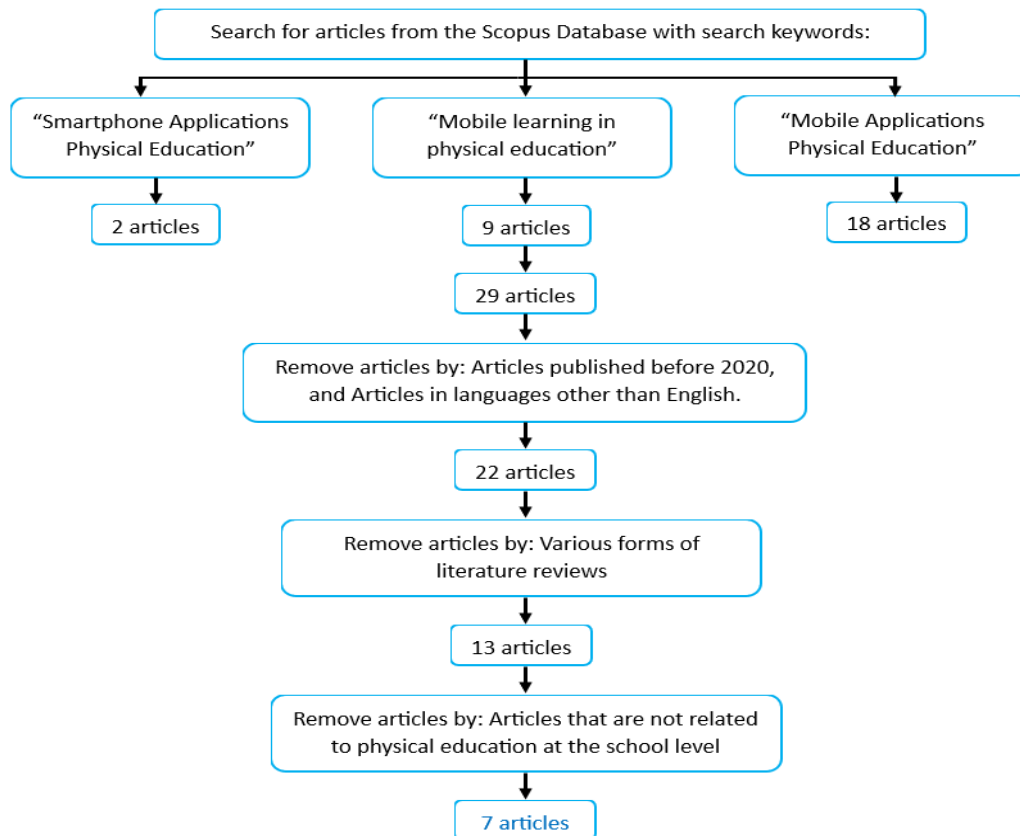 Search for articles from the Scopus Database with search keywords:
“Smartphone Applications
Physical Education”
“Mobile learning in
physical education”
“Mobile Applications
Physical Education”
2 articles
9 articles
18 articles
29 articles
Remove articles by: Articles published before 2020,
and Articles in languages other than English.
22 articles
Remove articles by: Various forms of
literature reviews
13 articles
Remove articles by: Articles that are not related
to physical education at the school level
7 articles